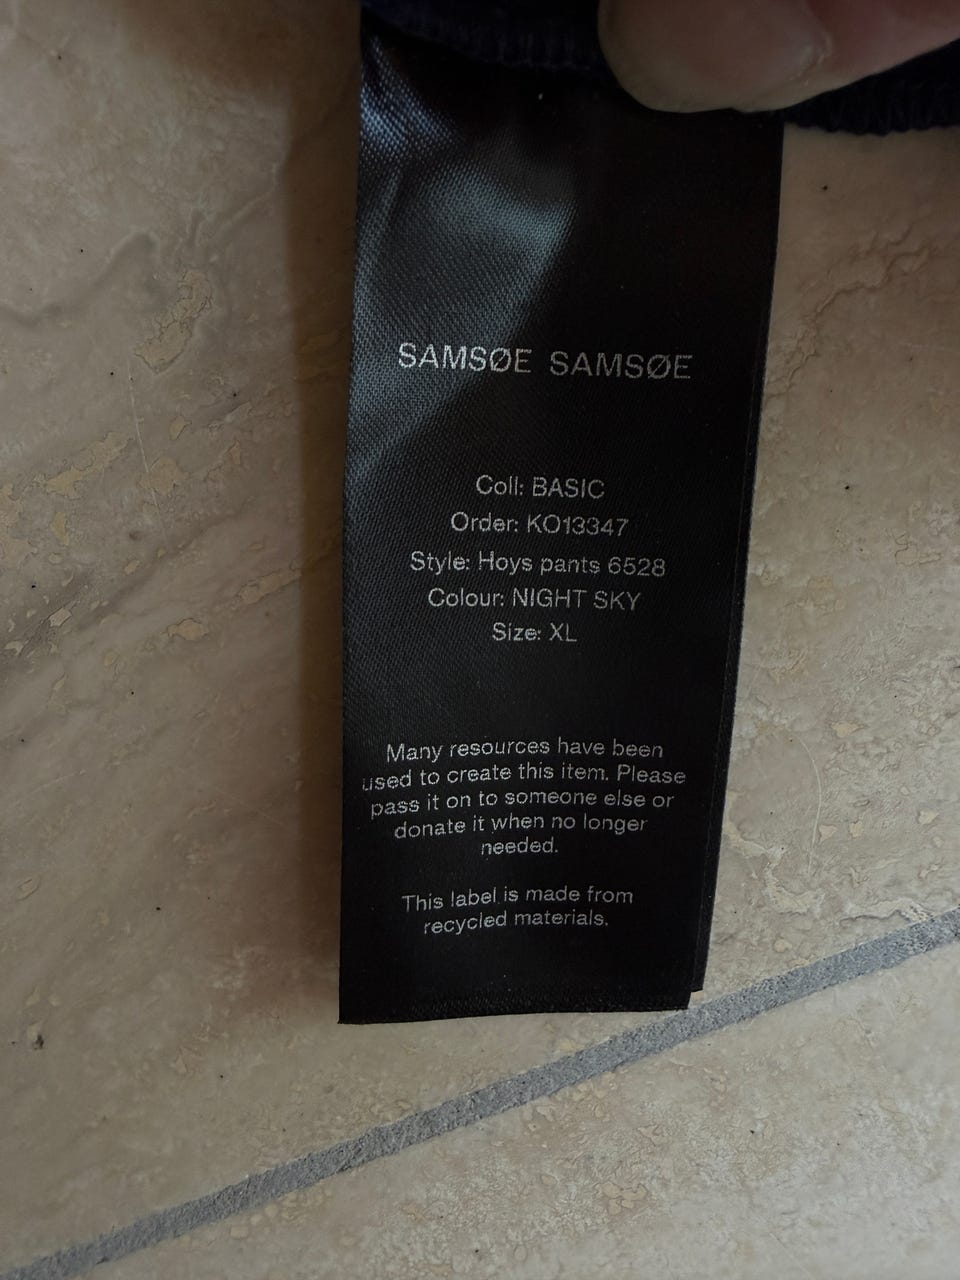 SAMSØE SAMSØE
Coll: BASIC
Order: KO13347
Style: Hoys pants 6528
Colour: NIGHT SKY
Size: XL
Many resources have been
used to create this item. Please
pass it on to someone else or
donate it when no longer
needed.
This label is made from
recycled materials.